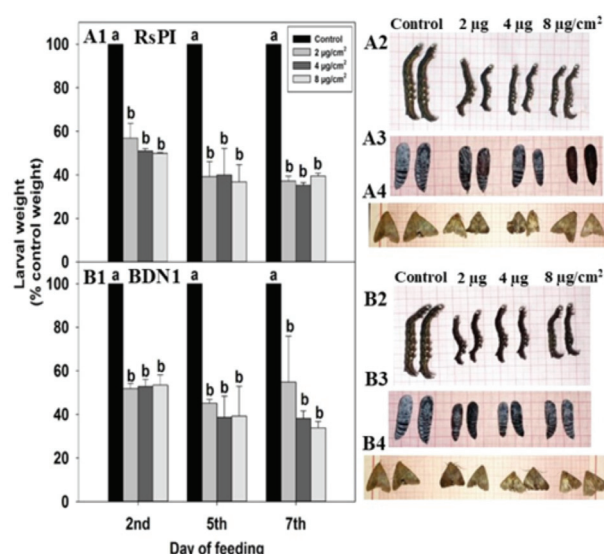 A1 RsPI
Control
2 µg/cm²
4 µg/cm²
8 µg/cm²
a a a
b b b b b b b b b
100
80
60
40
20
0
Larval weight
(% control weight)
B1 BDN1
a a a
b b b b b b b b b
100
80
60
40
20
0
2nd 5th 7th
Day of feeding
A2 Control 2 µg 4 µg 8 µg/cm²
A3
A4
Control 2 µg 4 µg 8 µg/cm²
B2
B3
B4